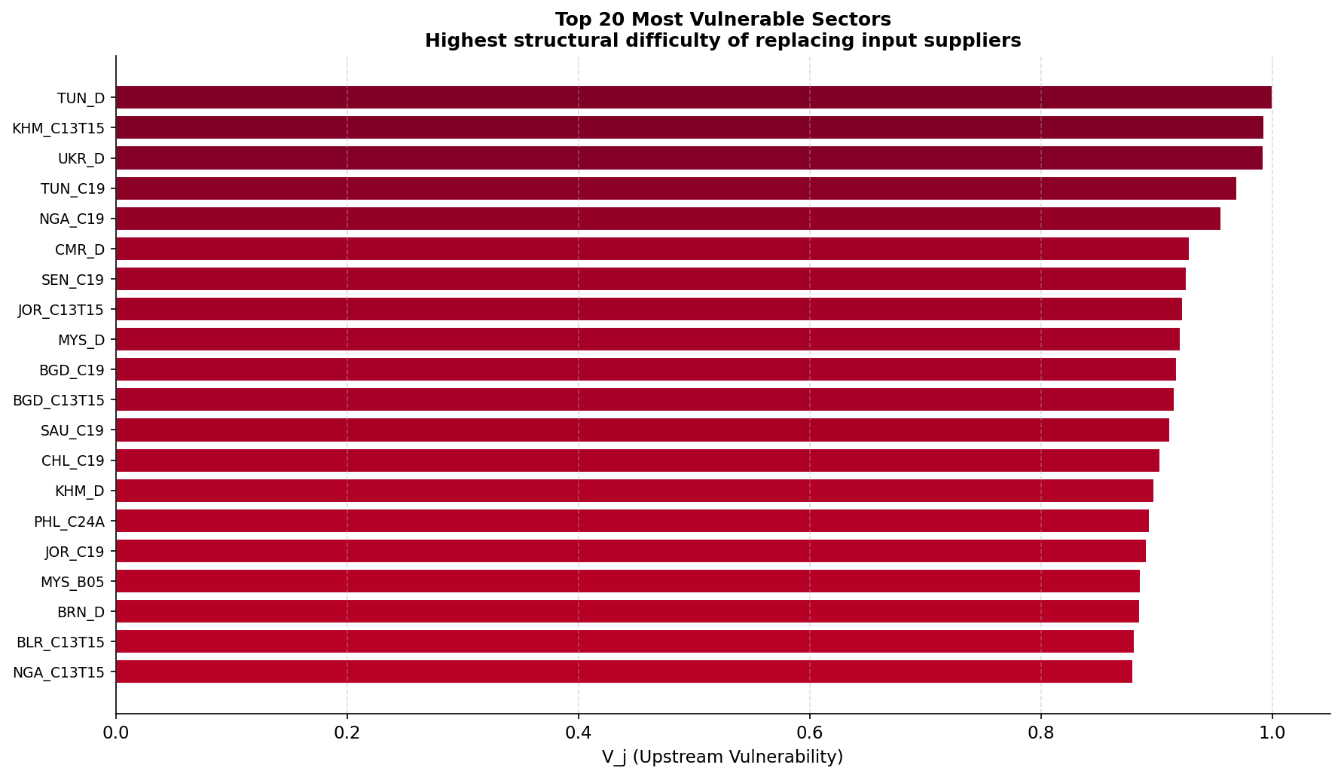 Top 20 Most Vulnerable Sectors
Highest structural difficulty of replacing input suppliers
TUN_D
KHM_C13T15
UKR_D
TUN_C19
NGA_C19
CMR_D
SEN_C19
JOR_C13T15
MYS_D
BGD_C19
BGD_C13T15
SAU_C19
CHL_C19
KHM_D
PHL_C24A
JOR_C19
MYS_B05
BRN_D
BLR_C13T15
NGA_C13T15
0.0 0.2 0.4 0.6 0.8 1.0
V_j (Upstream Vulnerability)